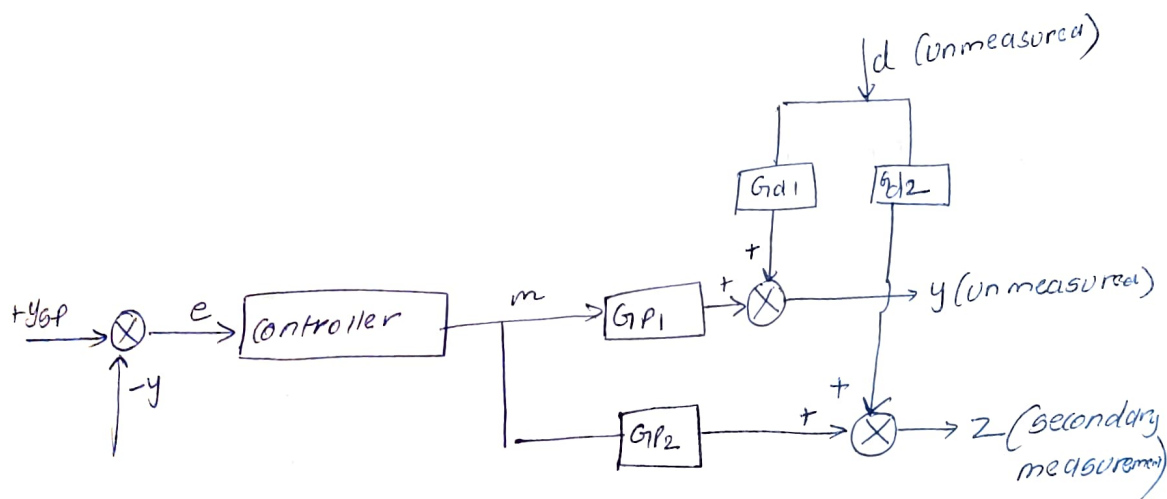 d (unmeasured)
Gd1
Gd2
+
+ysp
e
controller
m
GP1
+
y (unmeasured)
-y
+
GP2
+
Z (secondary
measurement)